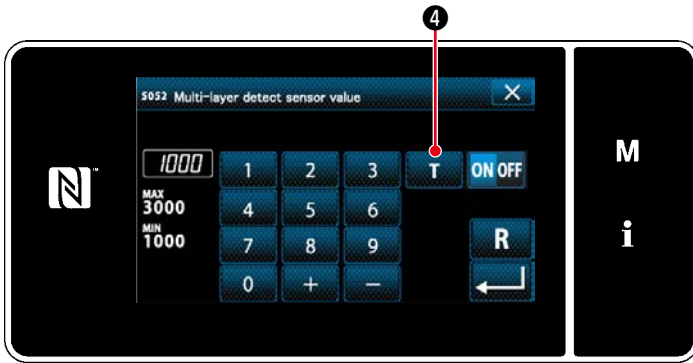 4
S052 Multi-layer detect sensor value
1000
1 2 3 T ON OFF
MAX
3000
4 5 6
MIN
1000
7 8 9 R
0 + −
M
i
N